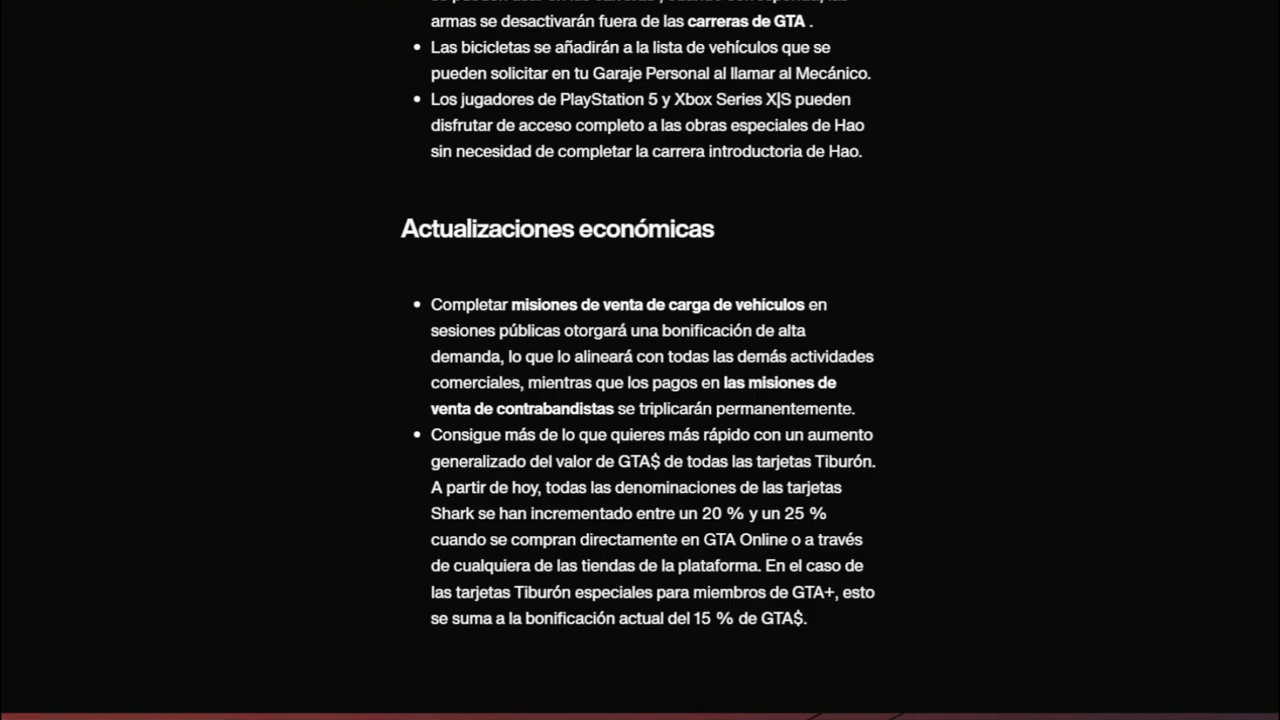 armas se desactivarán fuera de las carreras de GTA .
• Las bicicletas se añadirán a la lista de vehículos que se
pueden solicitar en tu Garaje Personal al llamar al Mecánico.
• Los jugadores de PlayStation 5 y Xbox Series X|S pueden
disfrutar de acceso completo a las obras especiales de Hao
sin necesidad de completar la carrera introductoria de Hao.
Actualizaciones económicas
• Completar misiones de venta de carga de vehículos en
sesiones públicas otorgará una bonificación de alta
demanda, lo que lo alineará con todas las demás actividades
comerciales, mientras que los pagos en las misiones de
venta de contrabandistas se triplicarán permanentemente.
• Consigue más de lo que quieres más rápido con un aumento
generalizado del valor de GTA$ de todas las tarjetas Tiburón.
A partir de hoy, todas las denominaciones de las tarjetas
Shark se han incrementado entre un 20 % y un 25 %
cuando se compran directamente en GTA Online o a través
de cualquiera de las tiendas de la plataforma. En el caso de
las tarjetas Tiburón especiales para miembros de GTA+, esto
se suma a la bonificación actual del 15 % de GTA$.